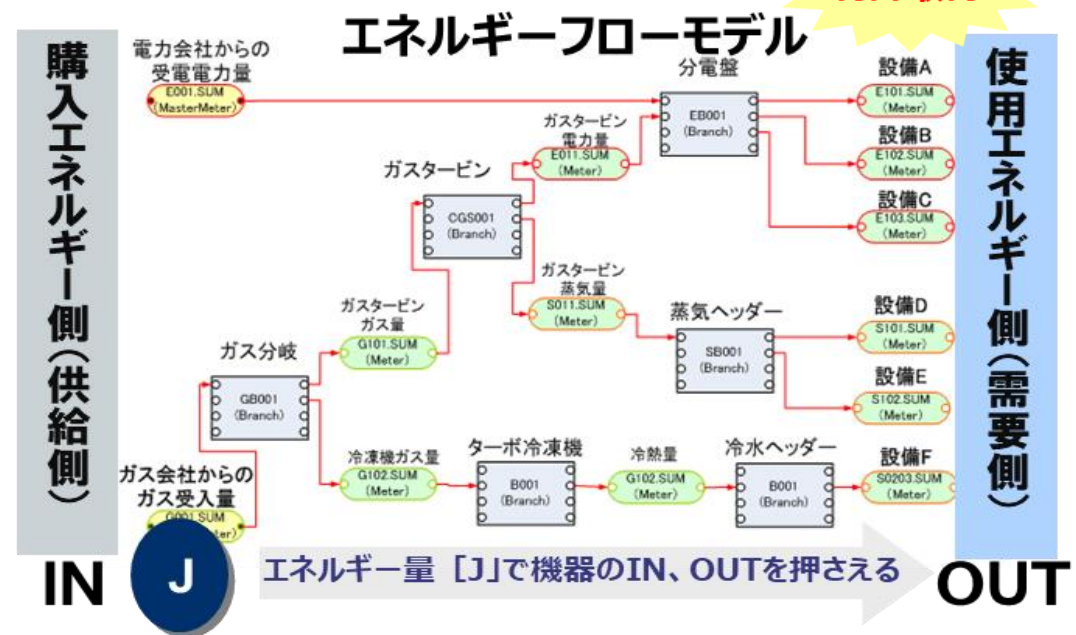 エネルギーフローモデル
購入エネルギー側(供給側)
使用エネルギー側(需要側)
電力会社からの
受電電力量
E001.SUM
(MasterMeter)
分電盤
EB001
(Branch)
設備A
E101.SUM
(Meter)
設備B
E102.SUM
(Meter)
設備C
E103.SUM
(Meter)
ガスタービン
電力量
E011.SUM
(Meter)
ガスタービン
CGS001
(Branch)
ガスタービン
蒸気量
S011.SUM
(Meter)
蒸気ヘッダー
SB001
(Branch)
設備D
S101.SUM
(Meter)
設備E
S102.SUM
(Meter)
ガスタービン
ガス量
G101.SUM
(Meter)
ガス分岐
GB001
(Branch)
冷凍機ガス量
G102.SUM
(Meter)
ターボ冷凍機
B001
(Branch)
冷熱量
G102.SUM
(Meter)
冷水ヘッダー
B001
(Branch)
設備F
S0203.SUM
(Meter)
ガス会社からの
ガス受入量
G001.SUM
IN
J
エネルギー量 [J]で機器のIN、OUTを押さえる
OUT